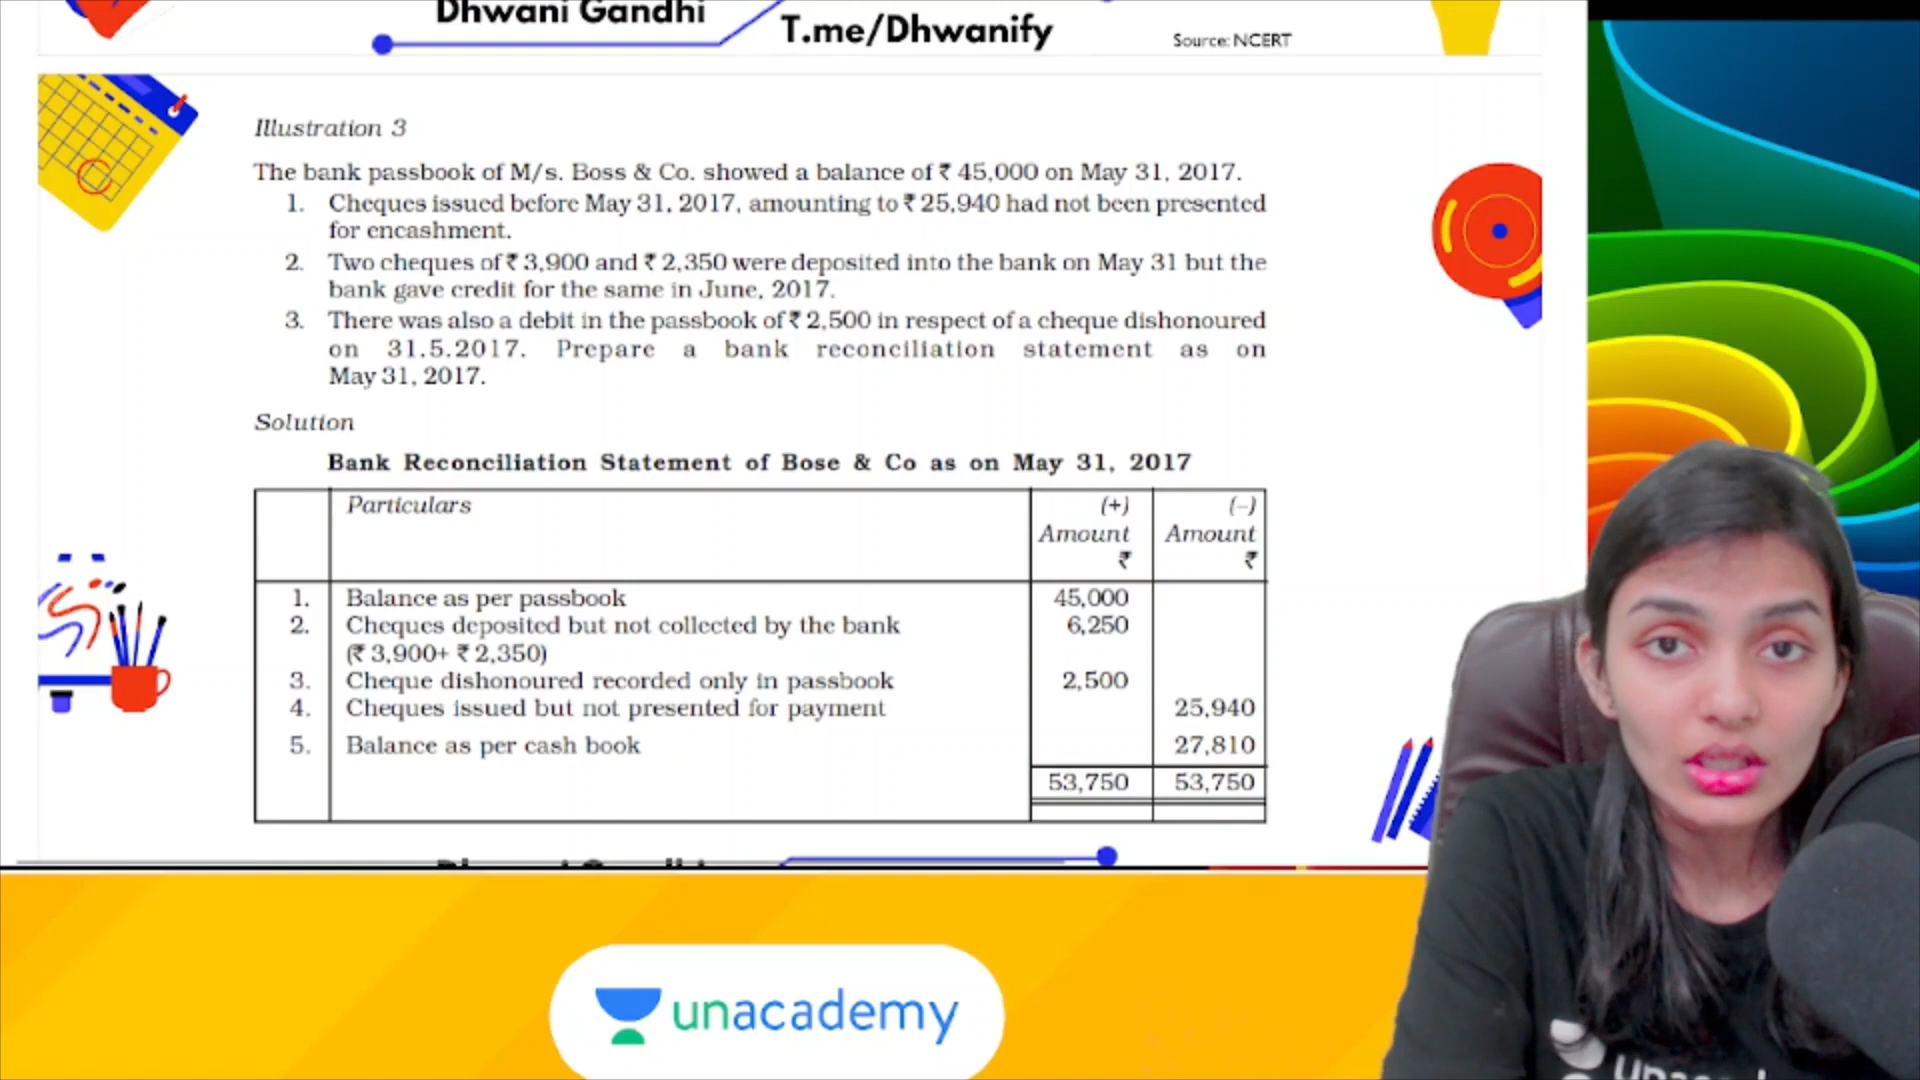 Dhwani Gandhi
T.me/Dhwanify
Source: NCERT
Illustration 3
The bank passbook of M/s. Boss & Co. showed a balance of ₹ 45,000 on May 31, 2017.
1. Cheques issued before May 31, 2017, amounting to ₹ 25,940 had not been presented
for encashment.
2. Two cheques of ₹ 3,900 and ₹ 2,350 were deposited into the bank on May 31 but the
bank gave credit for the same in June, 2017.
3. There was also a debit in the passbook of ₹ 2,500 in respect of a cheque dishonoured
on 31.5.2017. Prepare a bank reconciliation statement as on
May 31, 2017.
Solution
Bank Reconciliation Statement of Bose & Co as on May 31, 2017
Particulars (+) (–)
Amount Amount
₹ ₹
1. Balance as per passbook 45,000
2. Cheques deposited but not collected by the bank 6,250
(₹ 3,900+ ₹ 2,350)
3. Cheque dishonoured recorded only in passbook 2,500
4. Cheques issued but not presented for payment 25,940
5. Balance as per cash book 27,810
53,750 53,750
unacademy